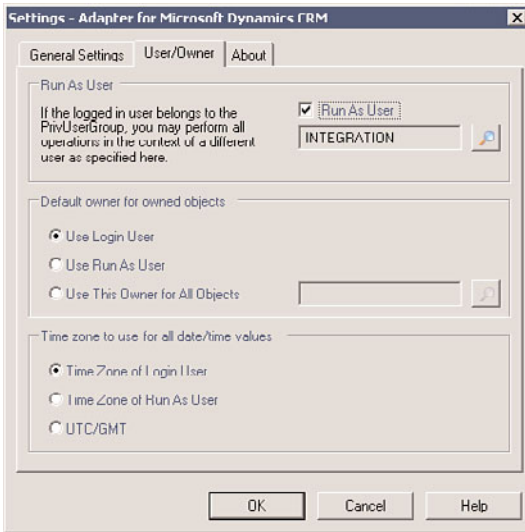 Settings - Adapter for Microsoft Dynamics CRM
General Settings
User/Owner
About
Run As User
If the logged in user belongs to the
PrivUserGroup, you may perform all
operations in the context of a different
user as specified here.
Run As User
INTEGRATION
Default owner for owned objects
Use Login User
Use Run As User
Use This Owner for All Objects
Time zone to use for all date/time values
Time Zone of Login User
Time Zone of Run As User
UTC/GMT
OK
Cancel
Help